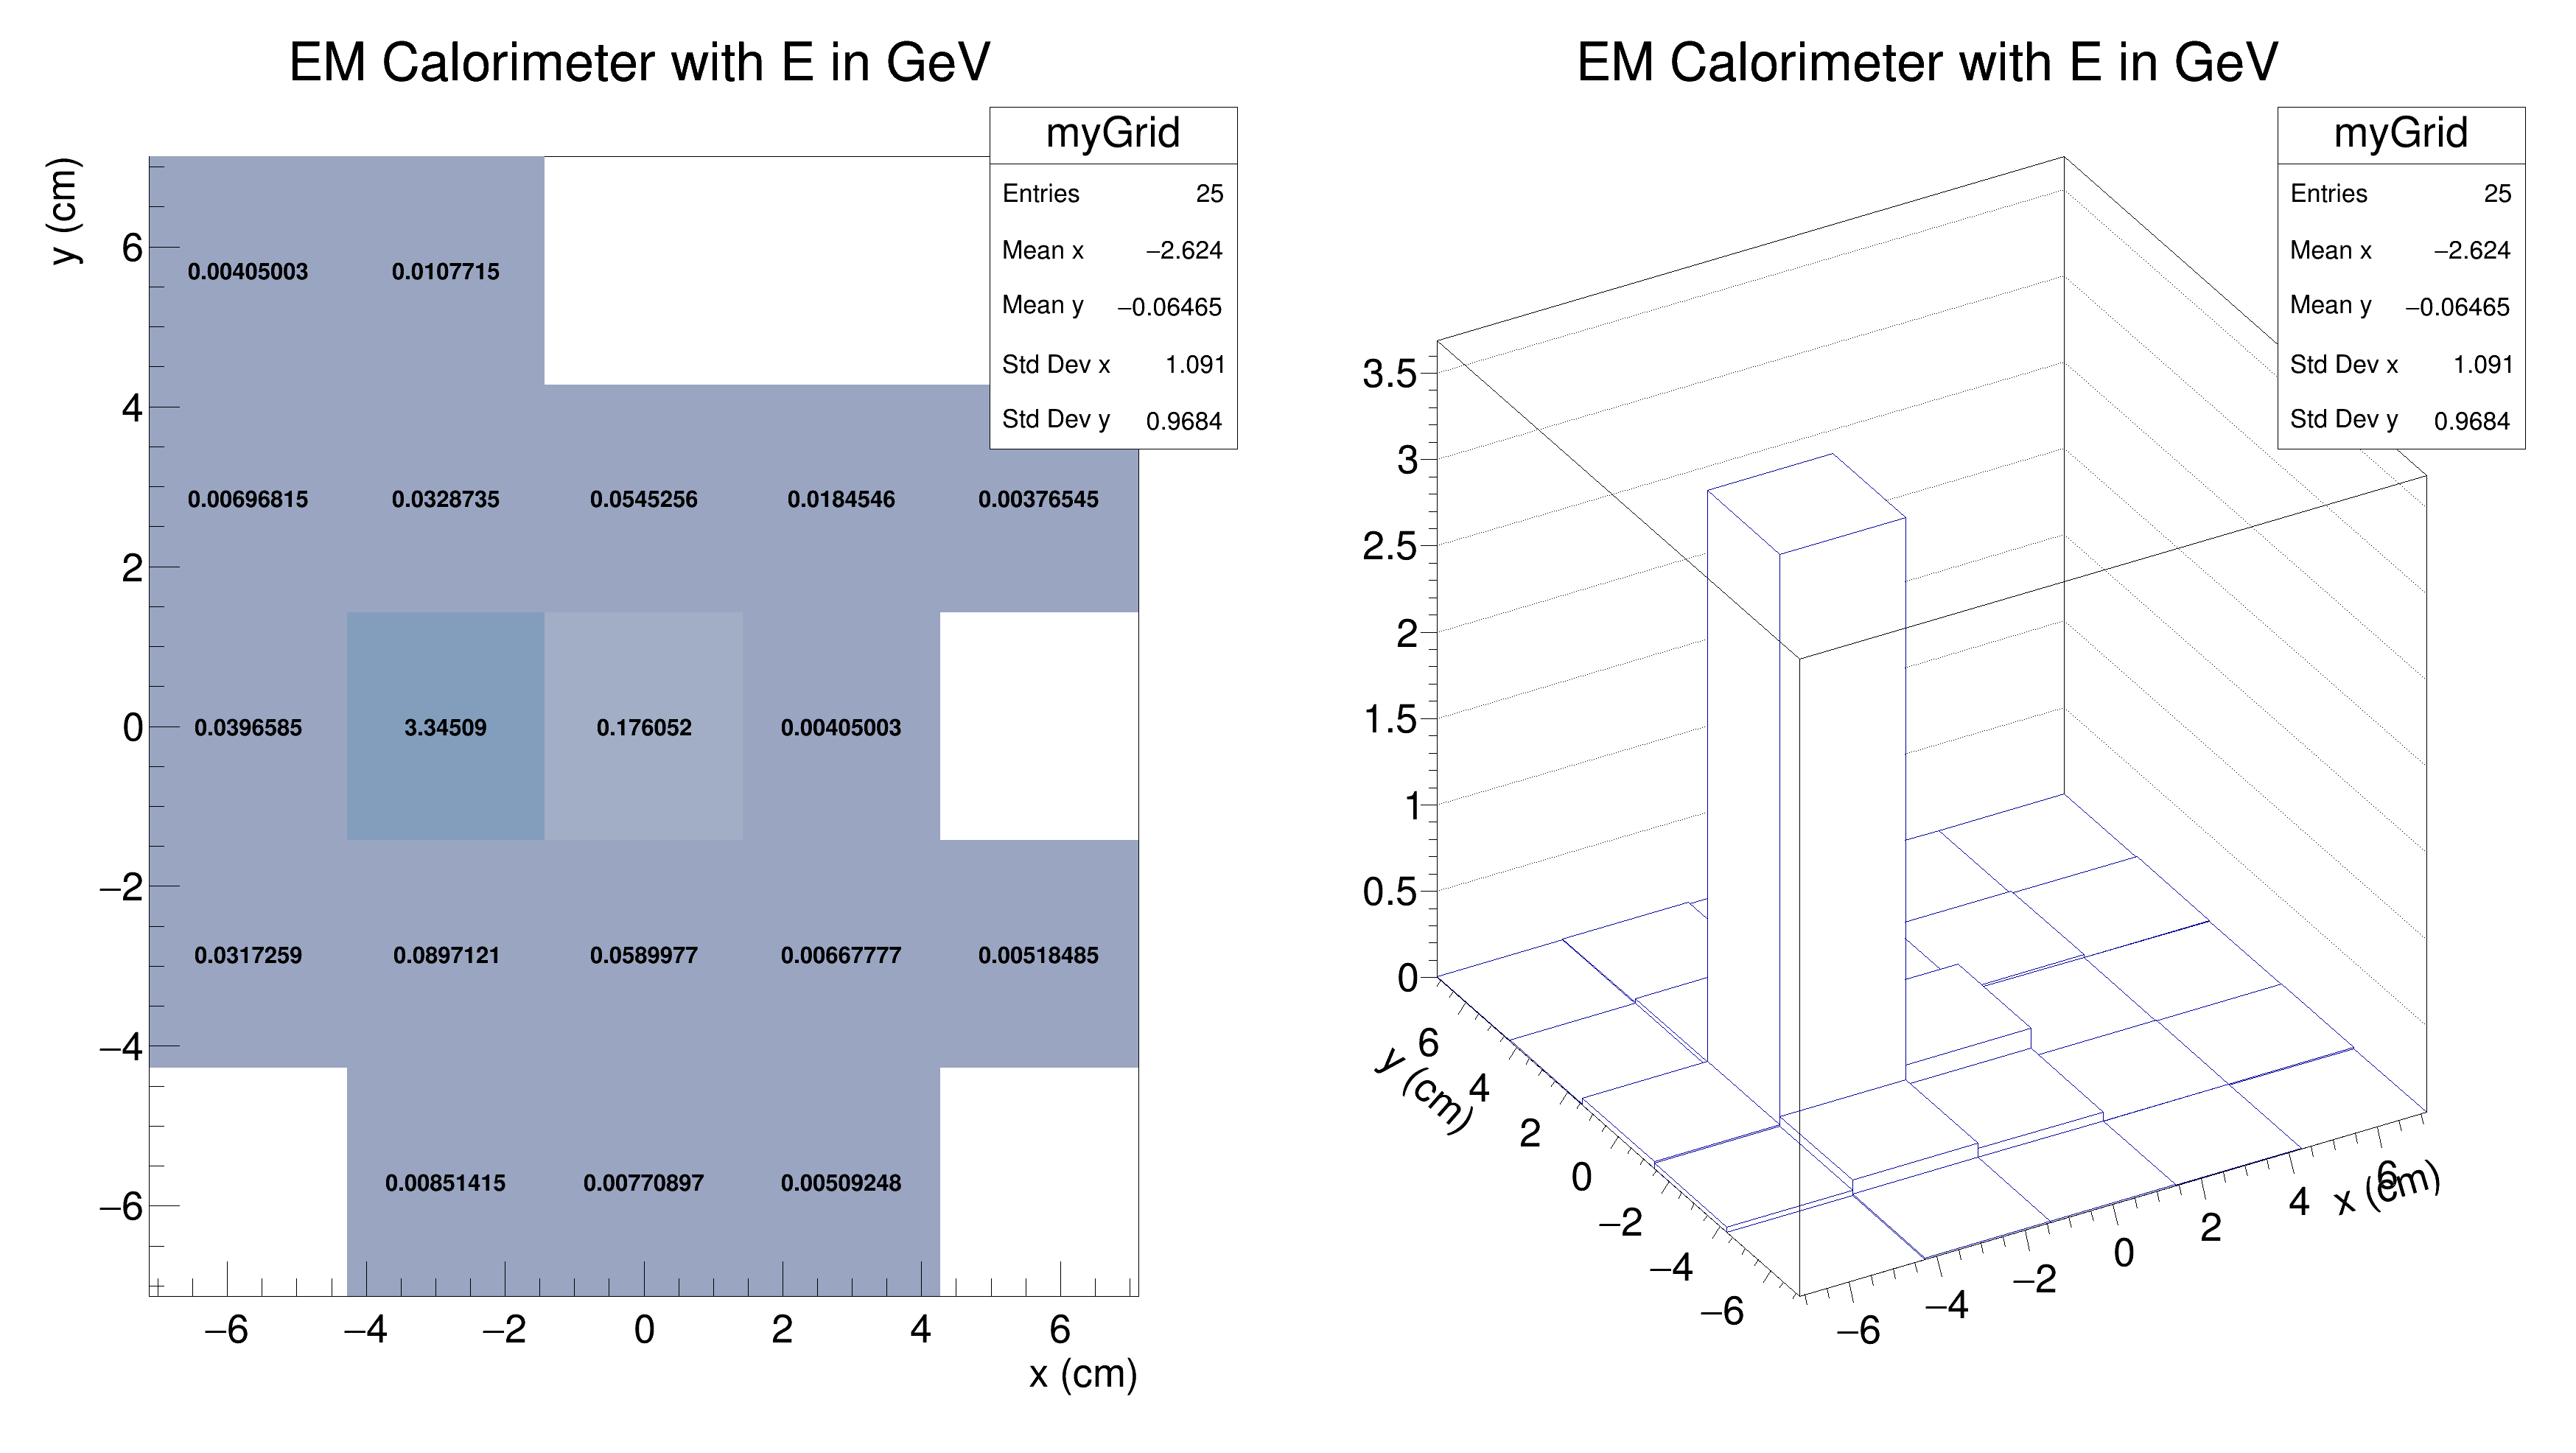 EM Calorimeter with E in GeV
myGrid
Entries 25
Mean x −2.624
Mean y −0.06465
Std Dev x 1.091
Std Dev y 0.9684
y (cm)
6
4
2
0
−2
−4
−6
0.00405003 0.0107715
0.00696815 0.0328735 0.0545256 0.0184546 0.00376545
0.0396585 3.34509 0.176052 0.00405003
0.0317259 0.0897121 0.0589977 0.00667777 0.00518485
0.00851415 0.00770897 0.00509248
−6 −4 −2 0 2 4 6
x (cm)
EM Calorimeter with E in GeV
myGrid
Entries 25
Mean x −2.624
Mean y −0.06465
Std Dev x 1.091
Std Dev y 0.9684
3.5
3
2.5
2
1.5
1
0.5
0
y (cm)
6
4
2
0
−2
−4
−6
−6
−4
−2
0
2
4
6
x (cm)